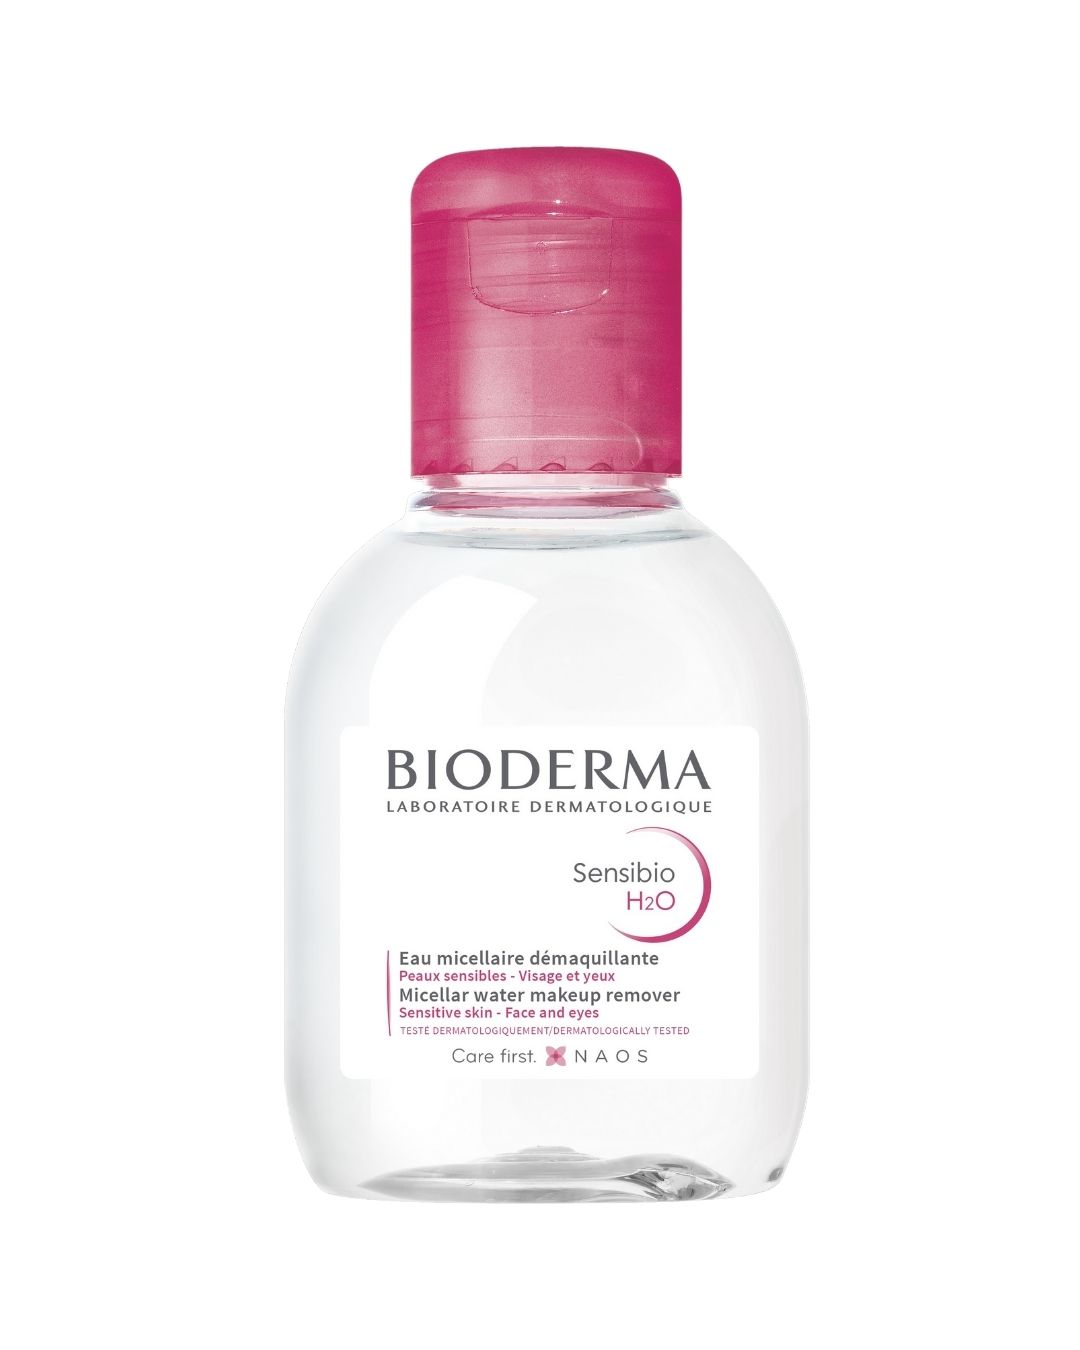 BIODERMA
LABORATOIRE DERMATOLOGIQUE
Sensibio
H2O
Eau micellaire démaquillante
Peaux sensibles - Visage et yeux
Micellar water makeup remover
Sensitive skin - Face and eyes
TESTÉ DERMATOLOGIQUEMENT/DERMATOLOGICALLY TESTED
Care first. NAOS